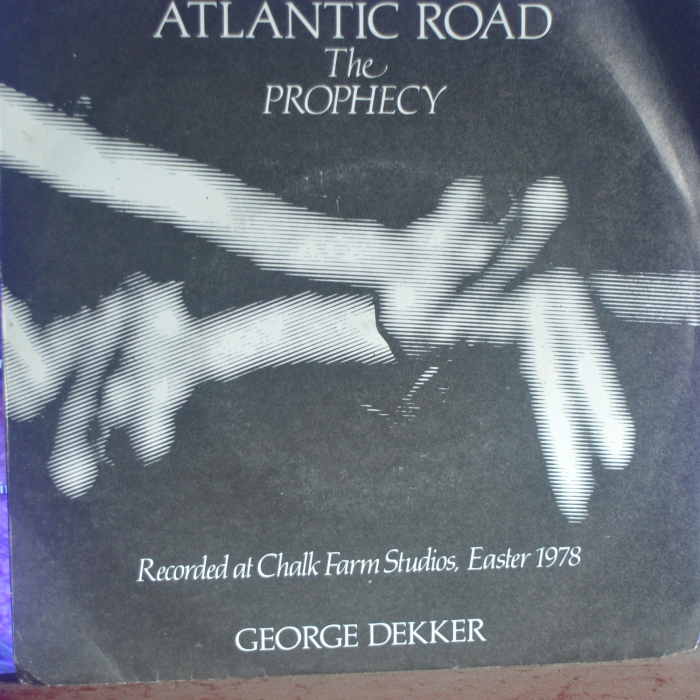 ATLANTIC ROAD
The
PROPHECY
Recorded at Chalk Farm Studios, Easter 1978
GEORGE DEKKER